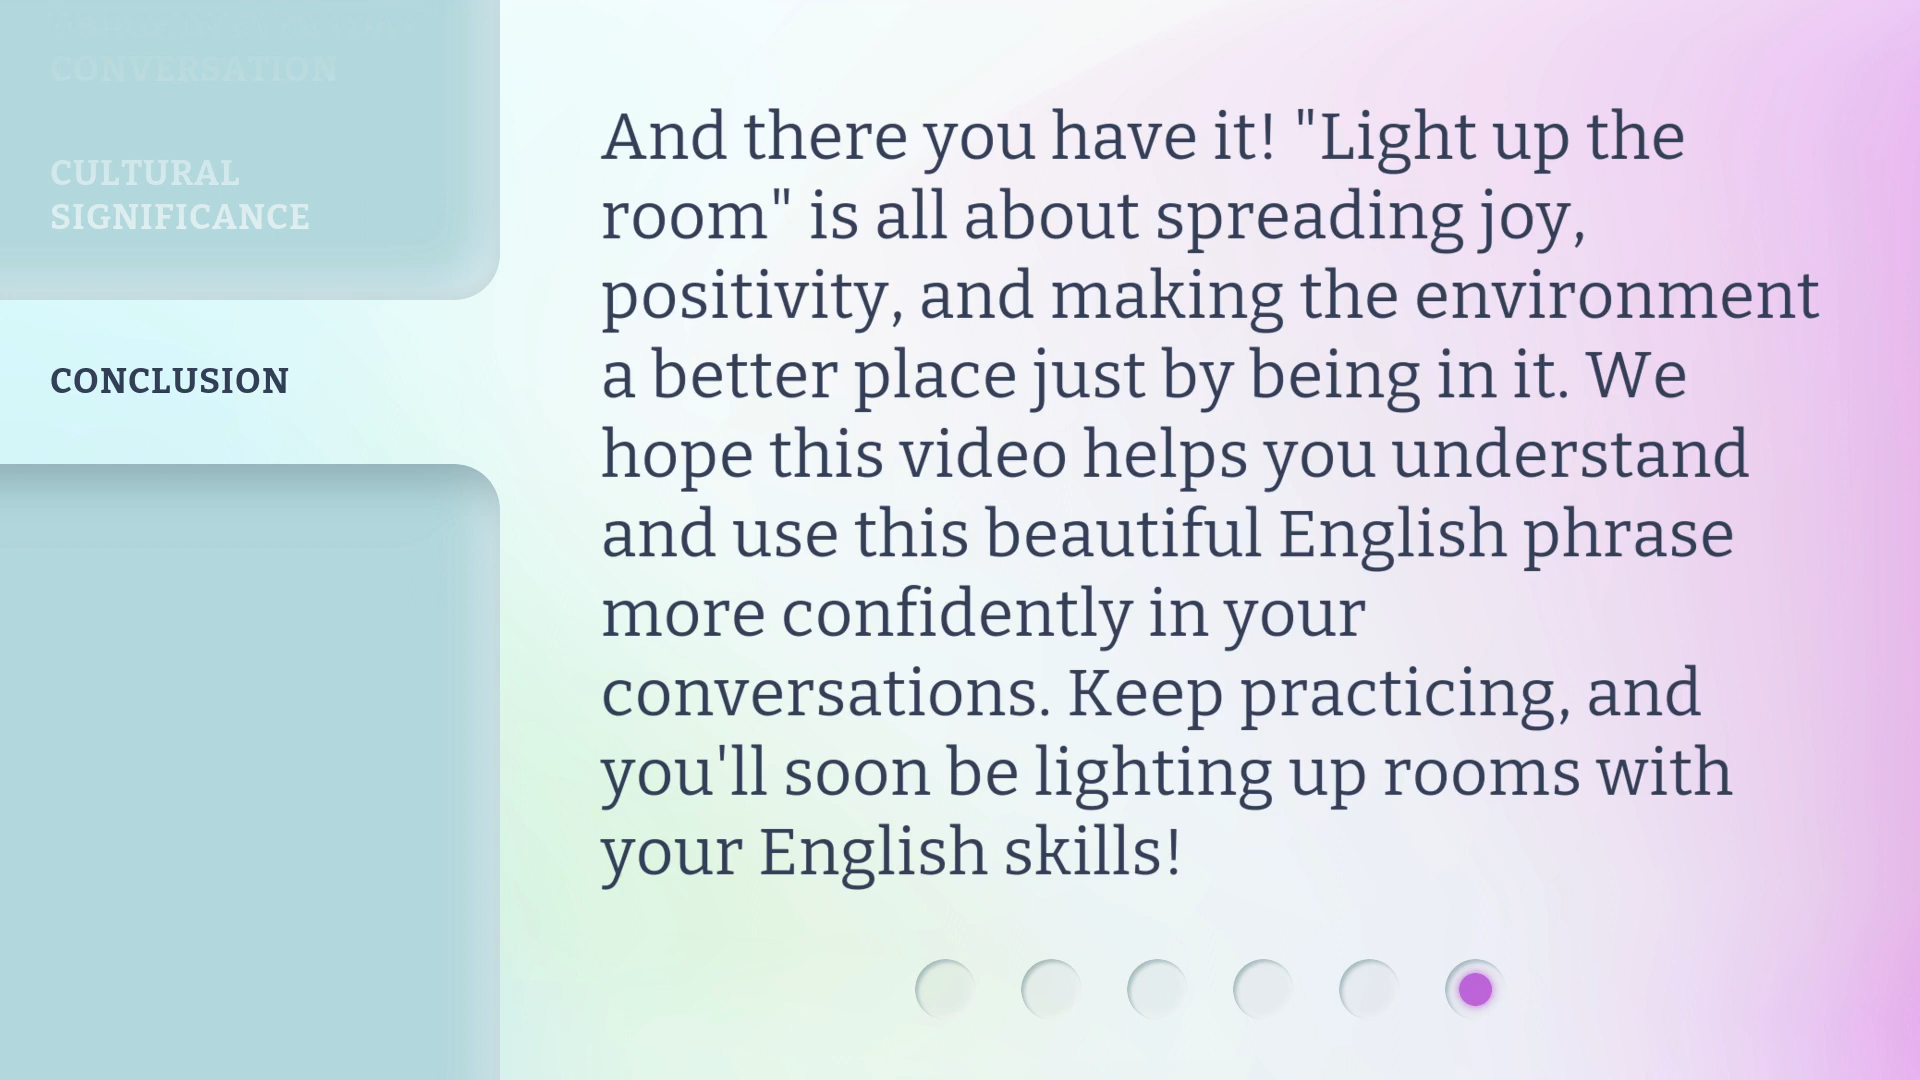 CONVERSATION
CULTURAL
SIGNIFICANCE
CONCLUSION
And there you have it! "Light up the
room" is all about spreading joy,
positivity, and making the environment
a better place just by being in it. We
hope this video helps you understand
and use this beautiful English phrase
more confidently in your
conversations. Keep practicing, and
you'll soon be lighting up rooms with
your English skills!